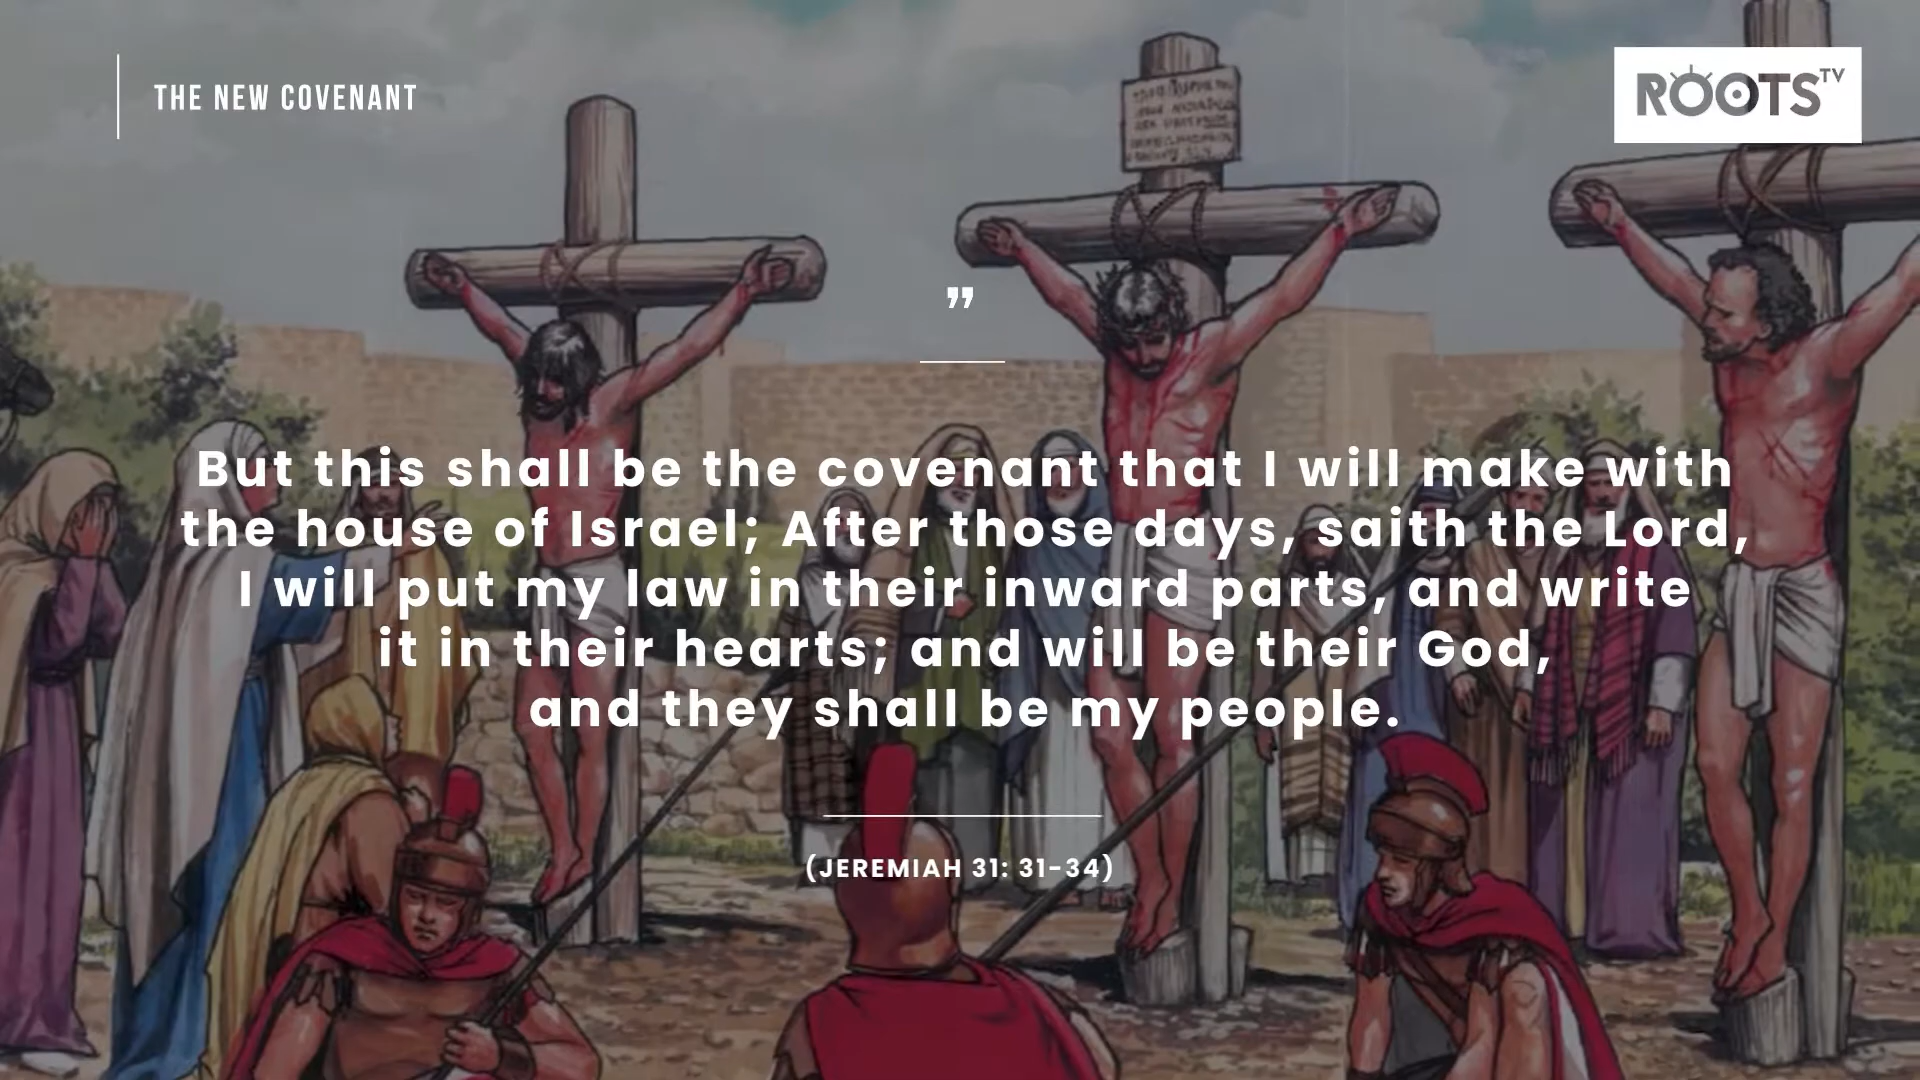 THE NEW COVENANT
ROOTS TV
"
But this shall be the covenant that I will make with
the house of Israel; After those days, saith the Lord,
I will put my law in their inward parts, and write
it in their hearts; and will be their God,
and they shall be my people.
(JEREMIAH 31: 31-34)